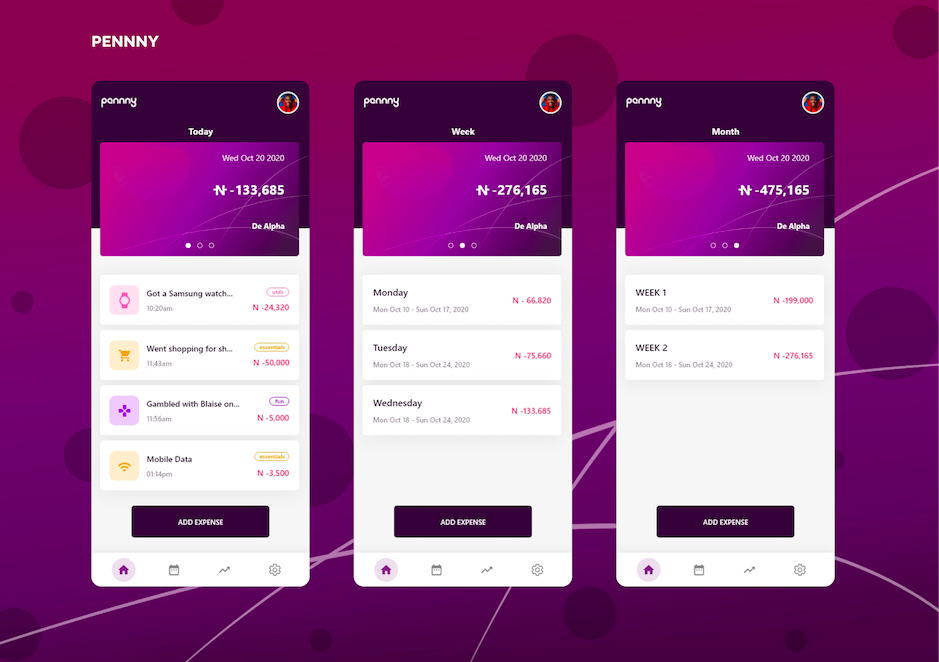 PENNNY
pennny
Today
Wed Oct 20 2020
₦ -133,685
De Alpha
Got a Samsung watch...
utils
10:20am
N -24,320
Went shopping for sh...
essentials
11:43am
N -50,000
Gambled with Blaise on...
fun
11:56am
N -5,000
Mobile Data
essentials
01:14pm
N -3,500
ADD EXPENSE
pennny
Week
Wed Oct 20 2020
₦ -276,165
De Alpha
Monday
Mon Oct 10 - Sun Oct 17, 2020
N - 66,820
Tuesday
Mon Oct 18 - Sun Oct 24, 2020
N -75,660
Wednesday
Mon Oct 18 - Sun Oct 24, 2020
N -133,685
ADD EXPENSE
pennny
Month
Wed Oct 20 2020
₦ -475,165
De Alpha
WEEK 1
Mon Oct 10 - Sun Oct 17, 2020
N -199,000
WEEK 2
Mon Oct 18 - Sun Oct 24, 2020
N -276,165
ADD EXPENSE